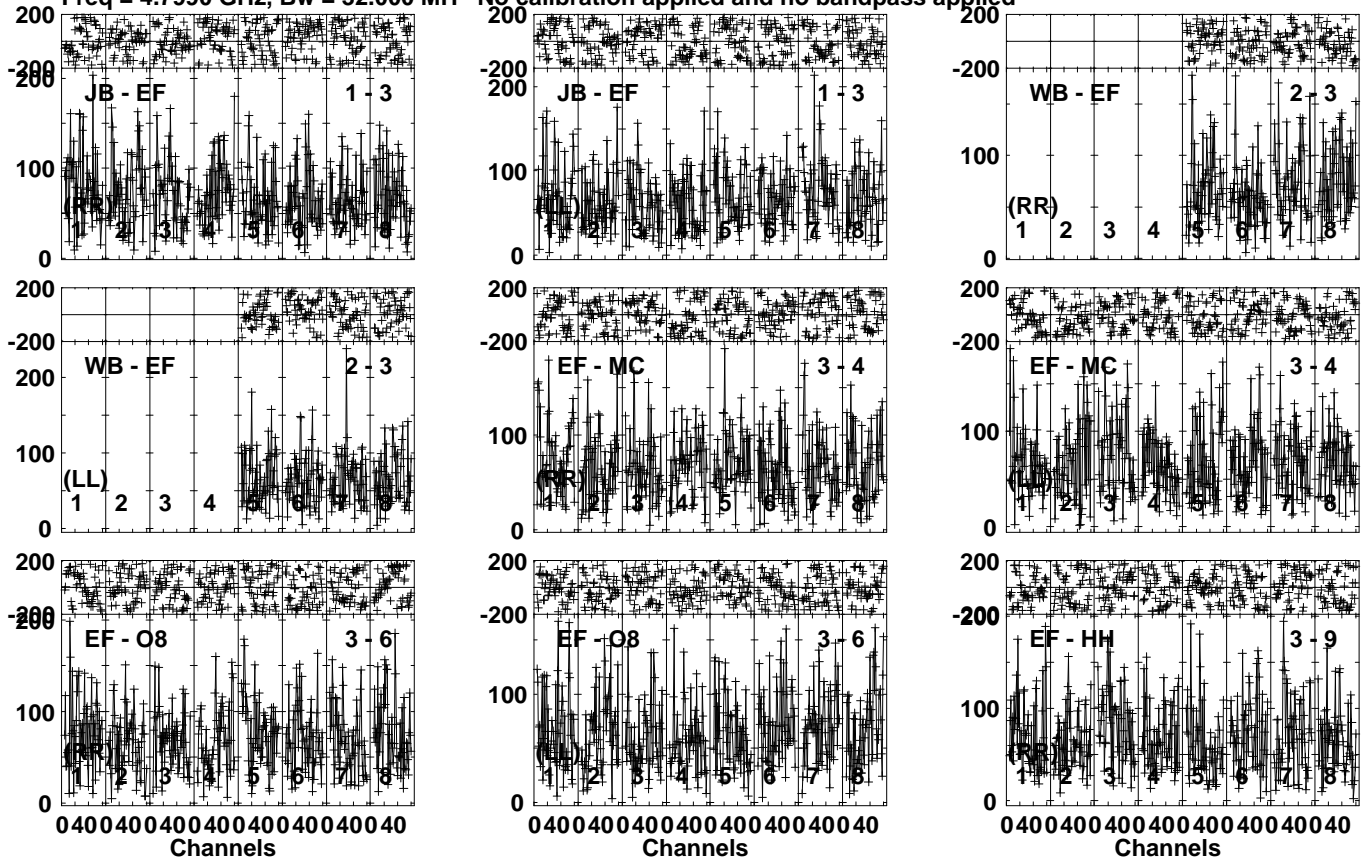 Freq = 4.7990 GHz, Bw = 32.000 MH No calibration applied and no bandpass applied
200 200 200
-200 -200 -200
200 200 200
JB - EF 1 - 3 JB - EF 1 - 3 WB - EF 2 - 3
100 100 100
(RR) (LL) (RR)
1 2 3 4 5 6 7 8 1 2 3 4 5 6 7 8 1 2 3 4 5 6 7 8
0 0 0
200 200 200
-200 -200 -200
WB - EF 2 - 3 EF - MC 3 - 4 EF - MC 3 - 4
200
100 100 100
(LL) (RR) (LL)
1 2 3 4 5 6 7 8 1 2 3 4 5 6 7 8 1 2 3 4 5 6 7 8
0 0 0
200 200 200
-200 -200 -200
200 200
EF - O8 3 - 6 EF - O8 3 - 6 EF - HH 3 - 9
100 100 100
(RR) (LL) (RR)
1 2 3 4 5 6 7 8 1 2 3 4 5 6 7 8 1 2 3 4 5 6 7 8
0 0 0
0 40 0 40 0 40 0 40 0 40 0 40 0 40 0 40 0 40 0 40 0 40 0 40 0 40 0 40 0 40 0 40 0 40 0 40 0 40 0 40 0 40 0 40 0 40 0 40
Channels Channels Channels